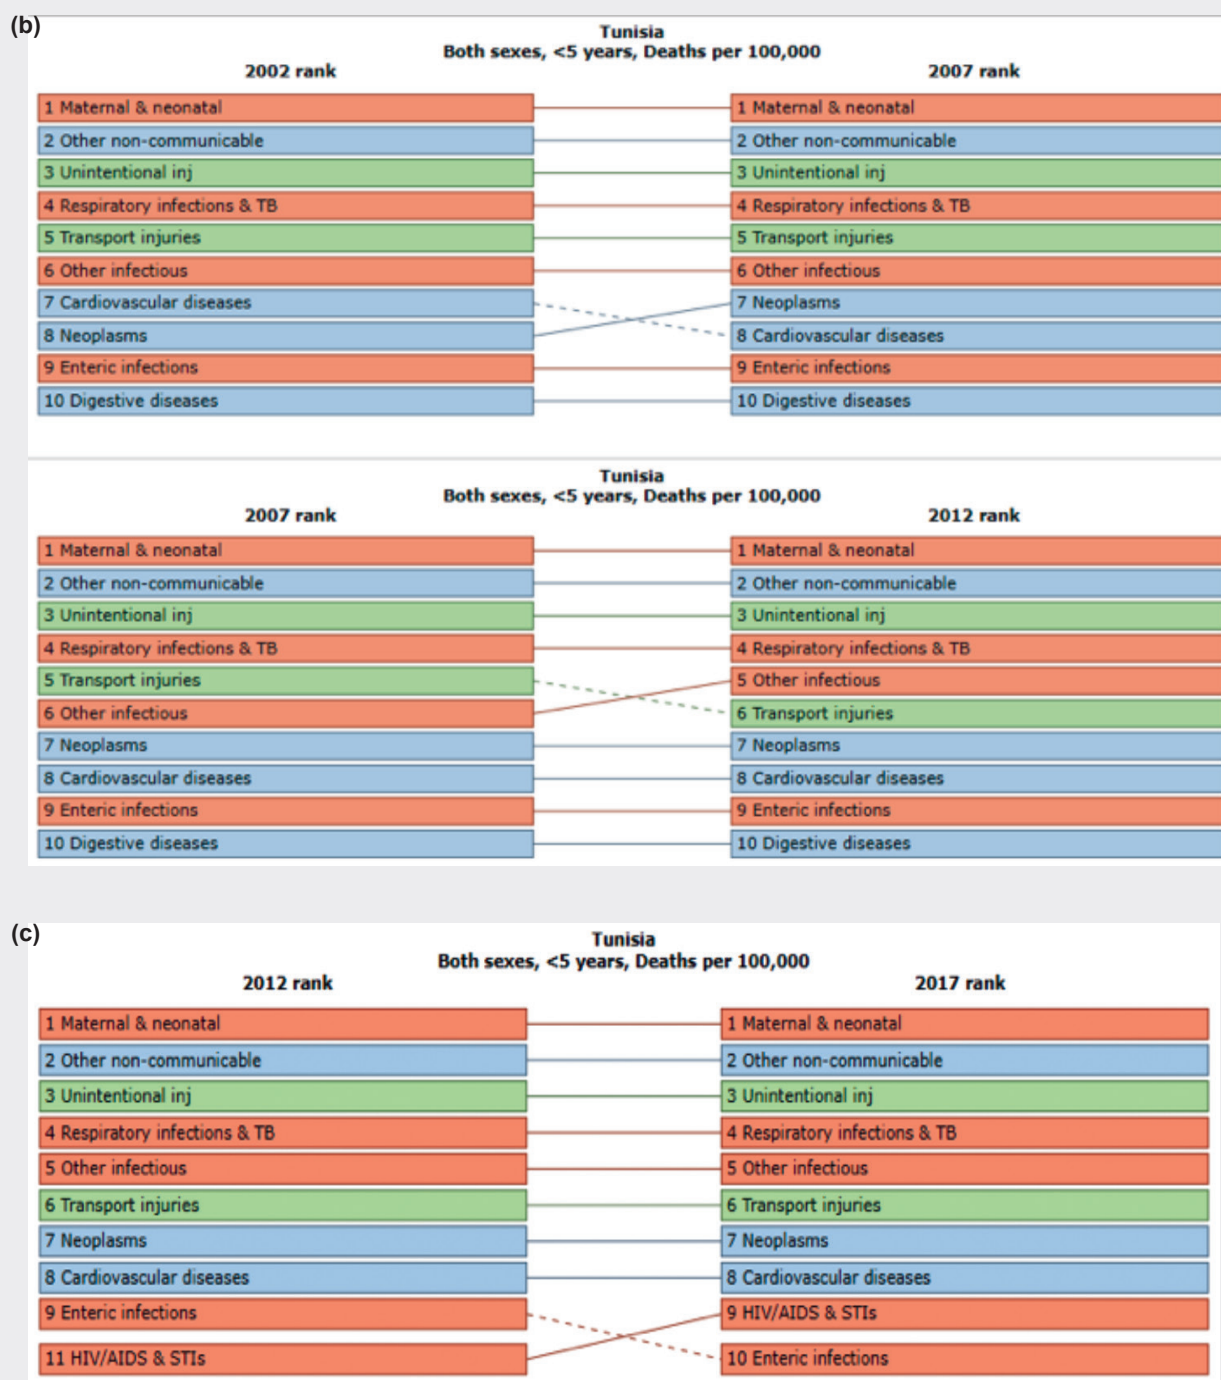 (b)
Tunisia
Both sexes, <5 years, Deaths per 100,000
2002 rank 2007 rank
1 Maternal & neonatal 1 Maternal & neonatal
2 Other non-communicable 2 Other non-communicable
3 Unintentional inj 3 Unintentional inj
4 Respiratory infections & TB 4 Respiratory infections & TB
5 Transport injuries 5 Transport injuries
6 Other infectious 6 Other infectious
7 Cardiovascular diseases 7 Neoplasms
8 Neoplasms 8 Cardiovascular diseases
9 Enteric infections 9 Enteric infections
10 Digestive diseases 10 Digestive diseases
Tunisia
Both sexes, <5 years, Deaths per 100,000
2007 rank 2012 rank
1 Maternal & neonatal 1 Maternal & neonatal
2 Other non-communicable 2 Other non-communicable
3 Unintentional inj 3 Unintentional inj
4 Respiratory infections & TB 4 Respiratory infections & TB
5 Transport injuries 5 Other infectious
6 Other infectious 6 Transport injuries
7 Neoplasms 7 Neoplasms
8 Cardiovascular diseases 8 Cardiovascular diseases
9 Enteric infections 9 Enteric infections
10 Digestive diseases 10 Digestive diseases
(c)
Tunisia
Both sexes, <5 years, Deaths per 100,000
2012 rank 2017 rank
1 Maternal & neonatal 1 Maternal & neonatal
2 Other non-communicable 2 Other non-communicable
3 Unintentional inj 3 Unintentional inj
4 Respiratory infections & TB 4 Respiratory infections & TB
5 Other infectious 5 Other infectious
6 Transport injuries 6 Transport injuries
7 Neoplasms 7 Neoplasms
8 Cardiovascular diseases 8 Cardiovascular diseases
9 Enteric infections 9 HIV/AIDS & STIs
11 HIV/AIDS & STIs 10 Enteric infections